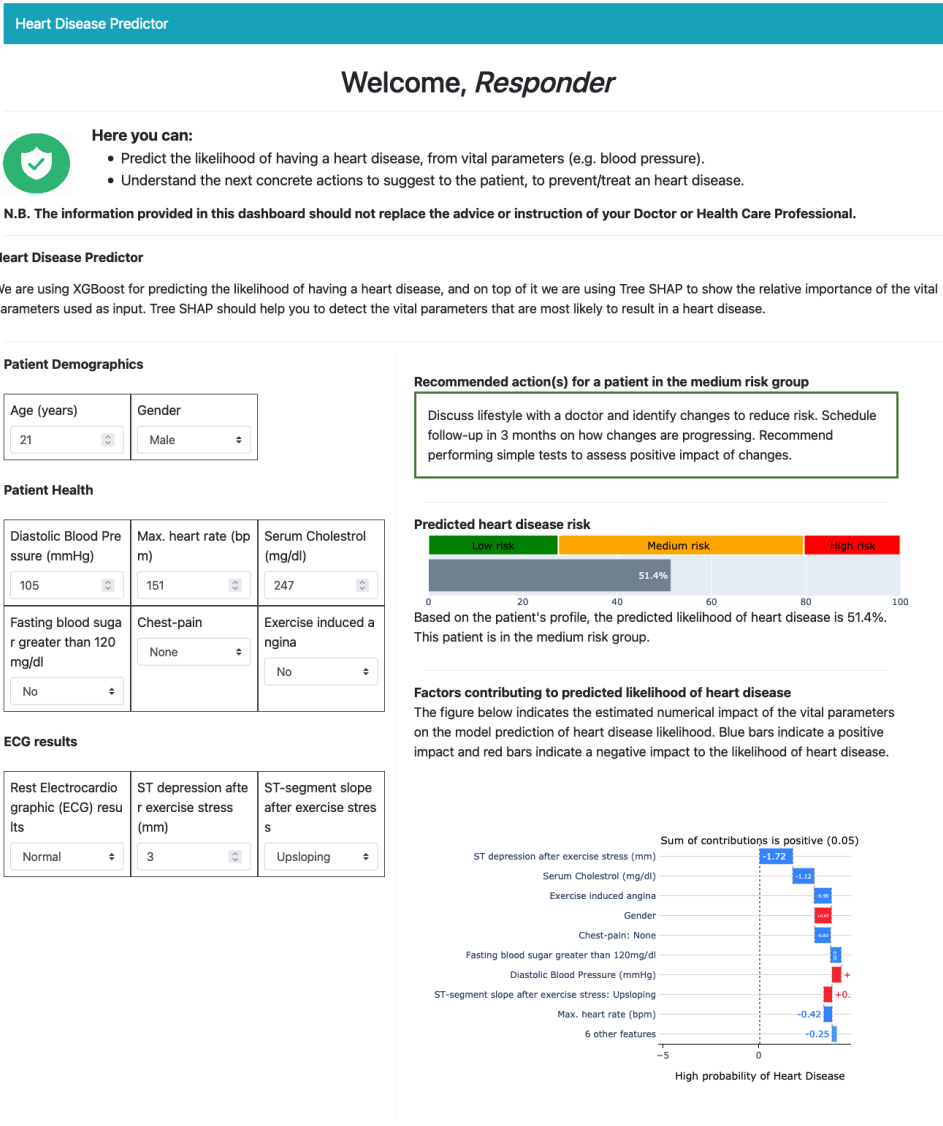 Heart Disease Predictor
Welcome, Responder
Here you can:
Predict the likelihood of having a heart disease, from vital parameters (e.g. blood pressure).
Understand the next concrete actions to suggest to the patient, to prevent/treat an heart disease.
N.B. The information provided in this dashboard should not replace the advice or instruction of your Doctor or Health Care Professional.
eart Disease Predictor
e are using XGBoost for predicting the likelihood of having a heart disease, and on top of it we are using Tree SHAP to show the relative importance of the vital
arameters used as input. Tree SHAP should help you to detect the vital parameters that are most likely to result in a heart disease.
Patient Demographics
Age (years)
21
Gender
Male
Patient Health
Diastolic Blood Pre
ssure (mmHg)
105
Max. heart rate (bp
m)
151
Serum Cholestrol
(mg/dl)
247
Fasting blood suga
r greater than 120
mg/dl
No
Chest-pain
None
Exercise induced a
ngina
No
ECG results
Rest Electrocardio
graphic (ECG) resu
lts
Normal
ST depression afte
r exercise stress
(mm)
3
ST-segment slope
after exercise stres
s
Upsloping
Recommended action(s) for a patient in the medium risk group
Discuss lifestyle with a doctor and identify changes to reduce risk. Schedule
follow-up in 3 months on how changes are progressing. Recommend
performing simple tests to assess positive impact of changes.
Predicted heart disease risk
Low risk
Medium risk
High risk
51.4%
0 20 40 60 80 100
Based on the patient's profile, the predicted likelihood of heart disease is 51.4%.
This patient is in the medium risk group.
Factors contributing to predicted likelihood of heart disease
The figure below indicates the estimated numerical impact of the vital parameters
on the model prediction of heart disease likelihood. Blue bars indicate a positive
impact and red bars indicate a negative impact to the likelihood of heart disease.
Sum of contributions is positive (0.05)
ST depression after exercise stress (mm) -1.72
Serum Cholestrol (mg/dl) -1.12
Exercise induced angina
Gender
Chest-pain: None
Fasting blood sugar greater than 120mg/dl
Diastolic Blood Pressure (mmHg) +
ST-segment slope after exercise stress: Upsloping +0.
Max. heart rate (bpm) -0.42
6 other features -0.25
−5 0
High probability of Heart Disease